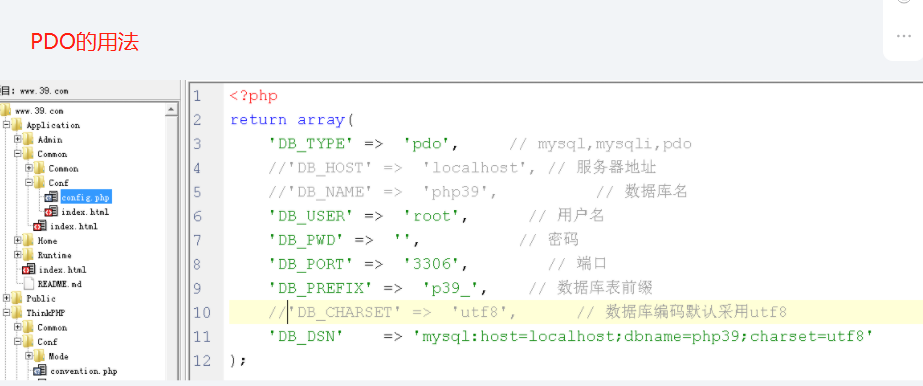 PDO的用法
目: www.39.com
www.39.com
Application
Admin
Common
Common
Conf
config.php
index.html
index.html
Home
Runtime
index.html
README.md
Public
ThinkPHP
Common
Conf
Mode
convention.php
1 <?php
2 return array(
3 'DB_TYPE' => 'pdo', // mysql,mysqli,pdo
4 //'DB_HOST' => 'localhost', // 服务器地址
5 //'DB_NAME' => 'php39', // 数据库名
6 'DB_USER' => 'root', // 用户名
7 'DB_PWD' => '', // 密码
8 'DB_PORT' => '3306', // 端口
9 'DB_PREFIX' => 'p39_', // 数据库表前缀
10 //'DB_CHARSET' => 'utf8', // 数据库编码默认采用utf8
11 'DB_DSN' => 'mysql:host=localhost;dbname=php39;charset=utf8'
12 );